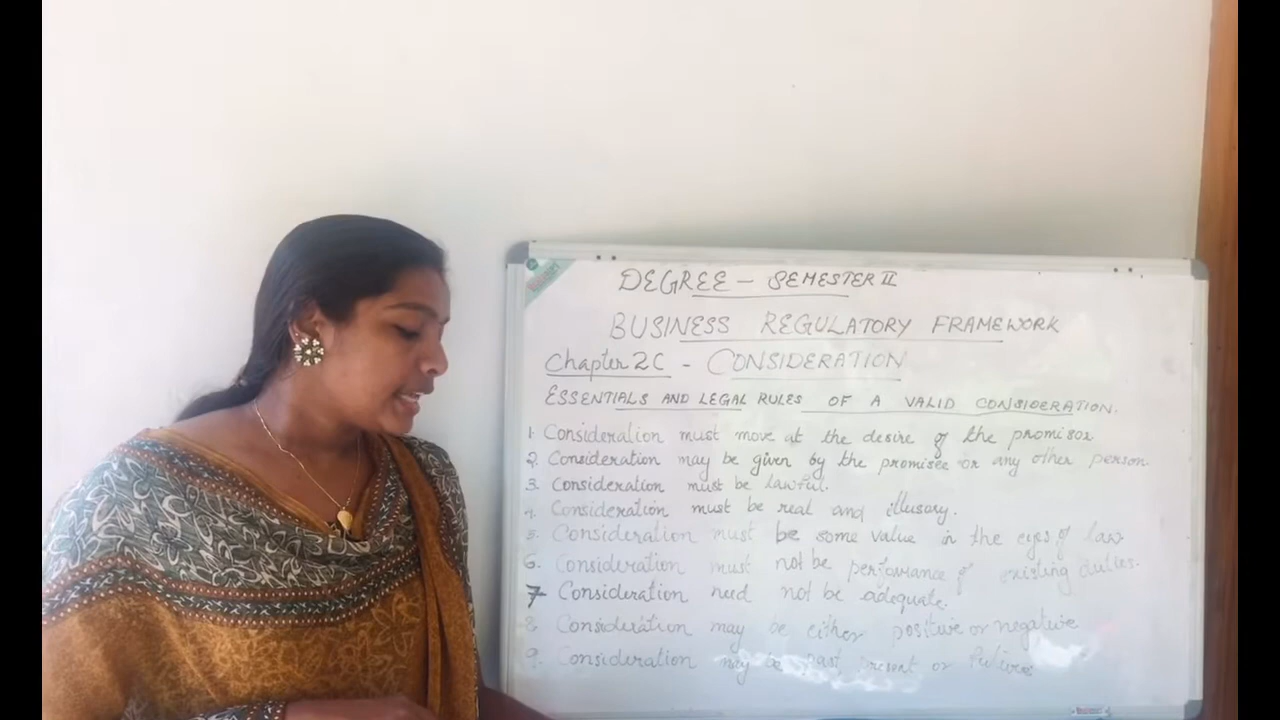 DEGREE - SEMESTER II
BUSINESS REGULATORY FRAMEWORK
Chapter 2C - CONSIDERATION
ESSENTIALS AND LEGAL RULES OF A VALID CONSIDERATION.
1. Consideration must move at the desire of the promisor
2. Consideration may be given by the promisee or any other person.
3. Consideration must be lawful.
4. Consideration must be real and illusory.
5. Consideration must be some value in the eyes of law
6. Consideration must not be performance of existing duties.
7 Consideration need not be adequate.
8. Consideration may be either positive or negative
9. Consideration may be past, present or future